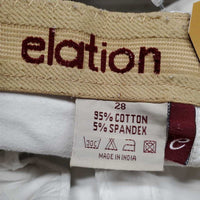 elation
28
95% COTTON
5% SPANDEX
MADE IN INDIA